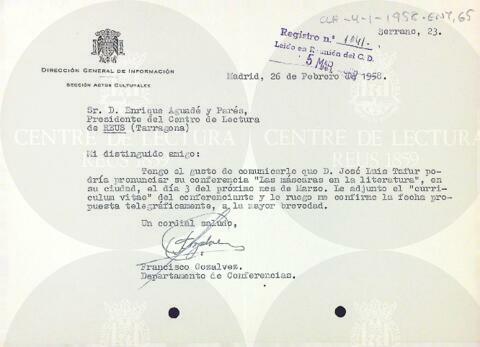 CLR-4-1-1958-ENT, 65
Registro n.º 1041.
Serrano, 23.
Leído en Reunión del C. D.
5 MAR 1958
DIRECCIÓN GENERAL DE INFORMACIÓN
SECCIÓN ACTOS CULTURALES
Madrid, 26 de Febrero de 1958.
Sr. D. Enrique Aguadé y Parés,
Presidente del Centro de Lectura
de REUS (Tarragona)
CENTRE DE LECTURA
REUS 1859
CENTRE DE LECTURA
REUS 1859
Mi distinguido amigo:
Tengo el gusto de comunicarle que D. José Luis Tafur po-
dría pronunciar su conferencia "Las máscaras en la literatura", en
su ciudad, el día 3 del próximo mes de Marzo. Le adjunto el "curri-
culum vitae" del conferenciante y le ruego me confirme la fecha pro-
puesta telegráficamente, a la mayor brevedad.
Un cordial saludo,
Francisco Gozalvez.
Departamento de Conferencias.